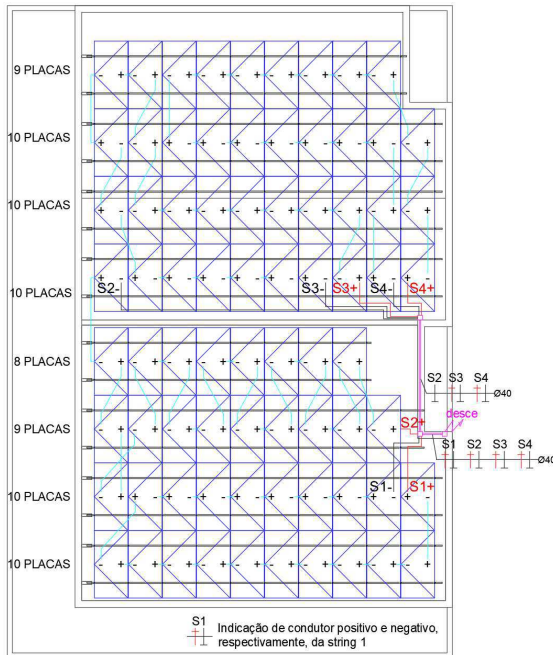 9 PLACAS
10 PLACAS
10 PLACAS
10 PLACAS
S2-
S3-
S3+
S4-
S4+
8 PLACAS
S2 S3 S4
Ø40
desce
9 PLACAS
S2+
S1 S2 S3 S4
Ø40
S1-
S1+
10 PLACAS
10 PLACAS
S1 Indicação de condutor positivo e negativo,
respectivamente, da string 1